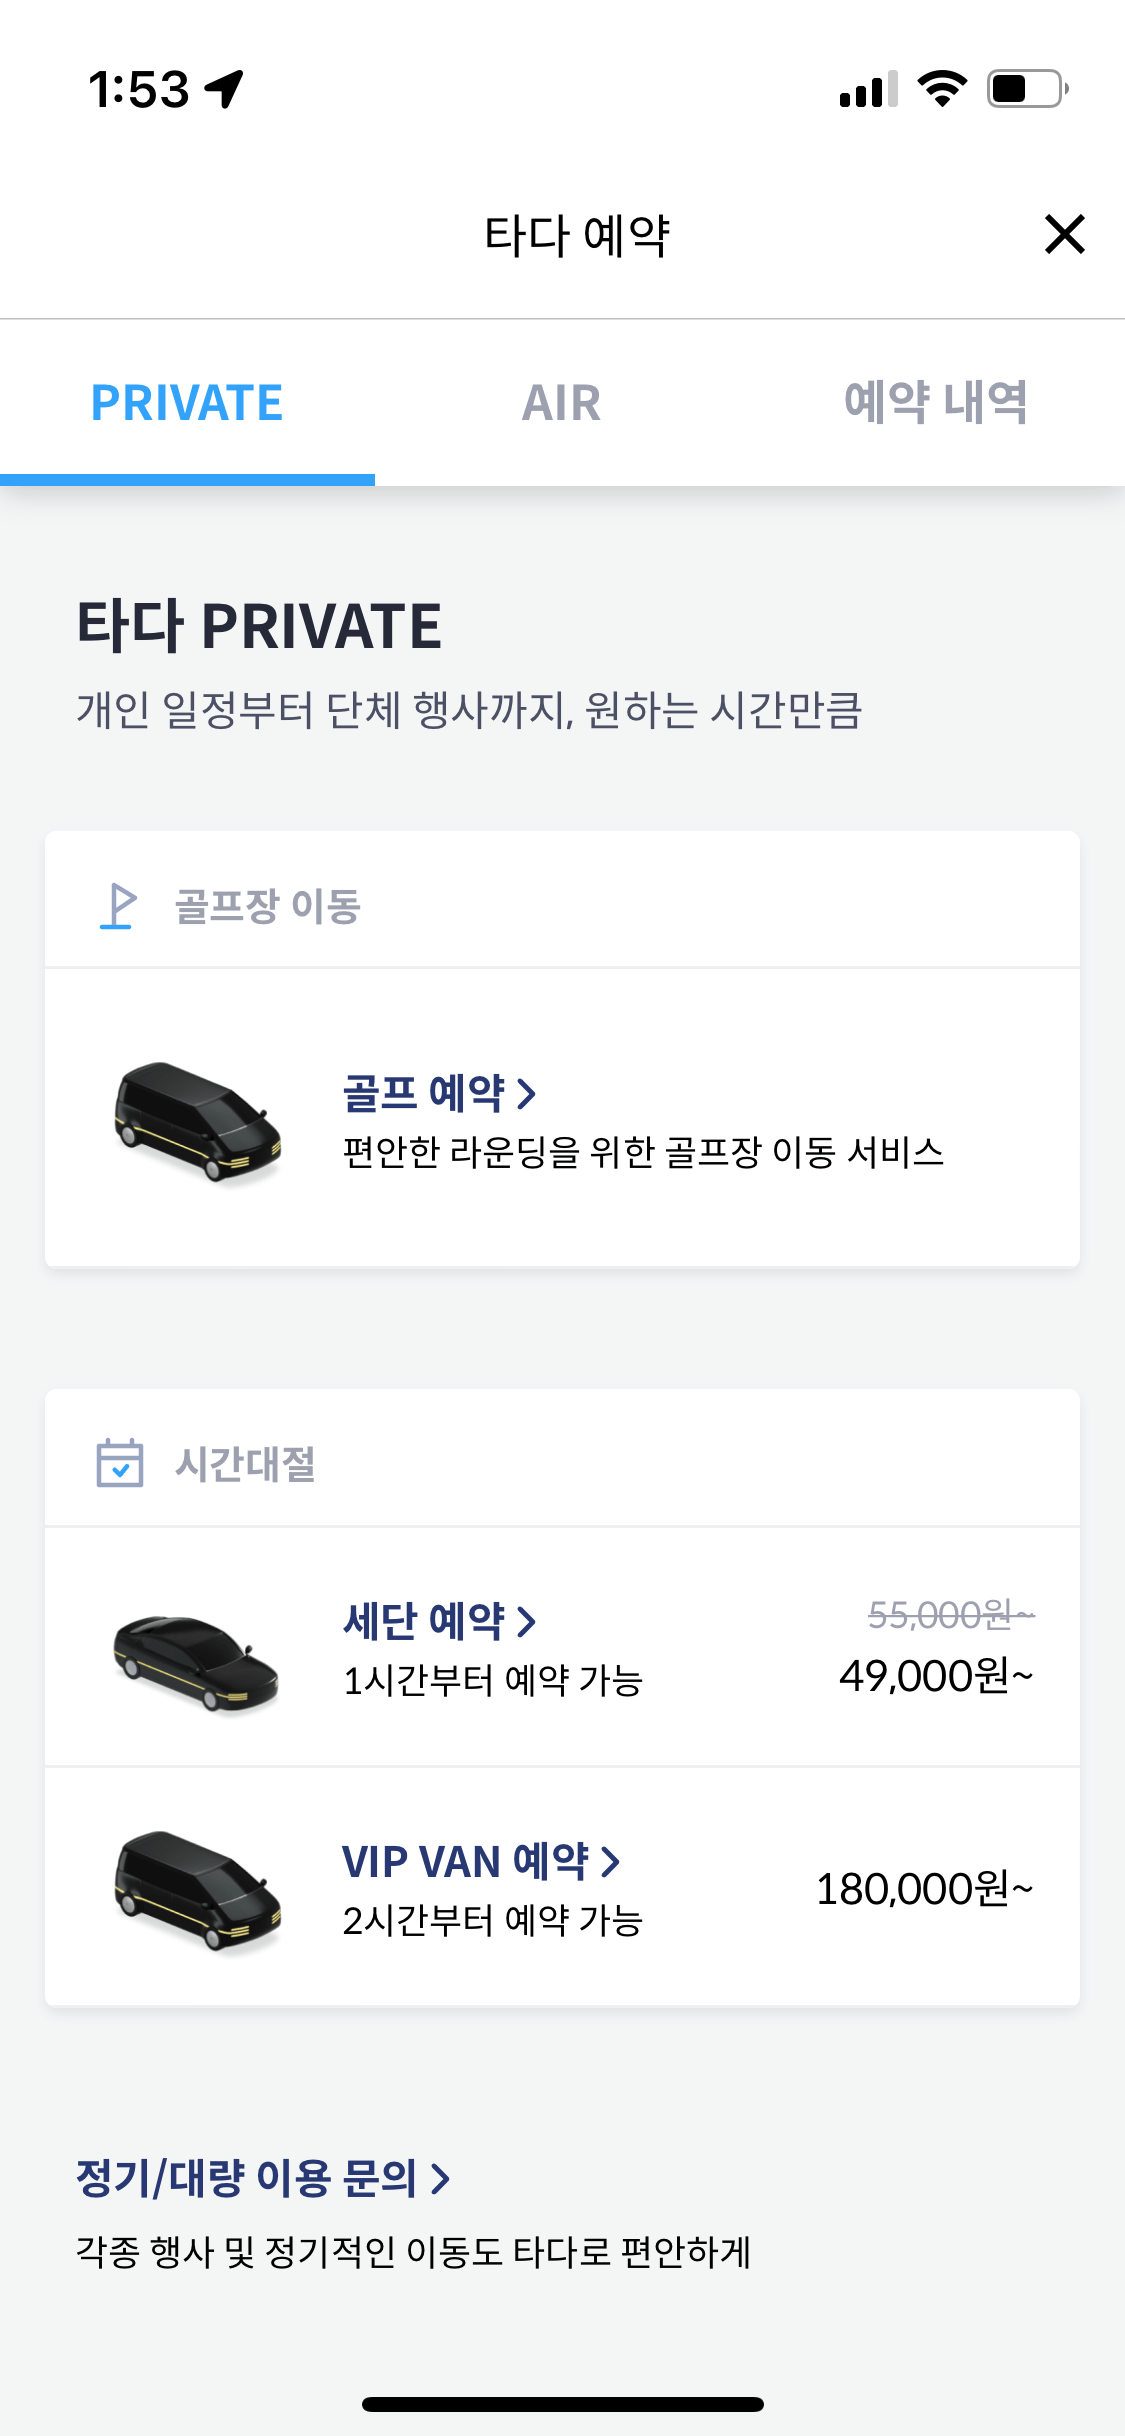 1:53
타다 예약
PRIVATE
AIR
예약 내역
타다 PRIVATE
개인 일정부터 단체 행사까지, 원하는 시간만큼
골프장 이동
골프 예약
편안한 라운딩을 위한 골프장 이동 서비스
시간대절
세단 예약
55,000원~
1시간부터 예약 가능
49,000원~
VIP VAN 예약
180,000원~
2시간부터 예약 가능
정기/대량 이용 문의
각종 행사 및 정기적인 이동도 타다로 편안하게